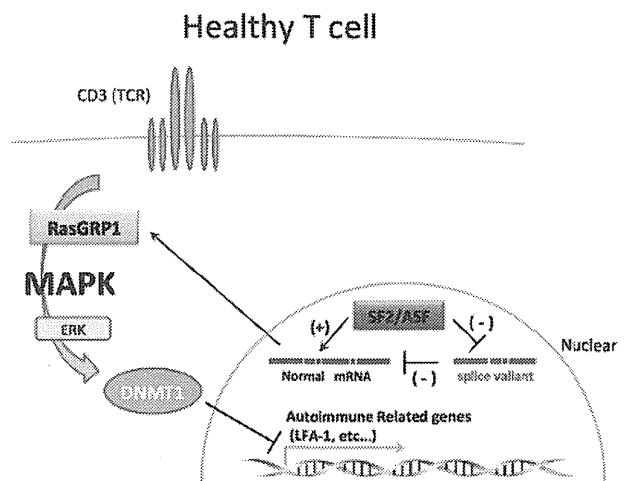 Healthy T cell
CD3 (TCR)
RasGRP1
MAPK
ERK
DNMT1
SF2/ASF
(+)
(-)
Nuclear
Normal mRNA
(-)
splice valiant
Autoimmune Related genes
(LFA-1, etc...)